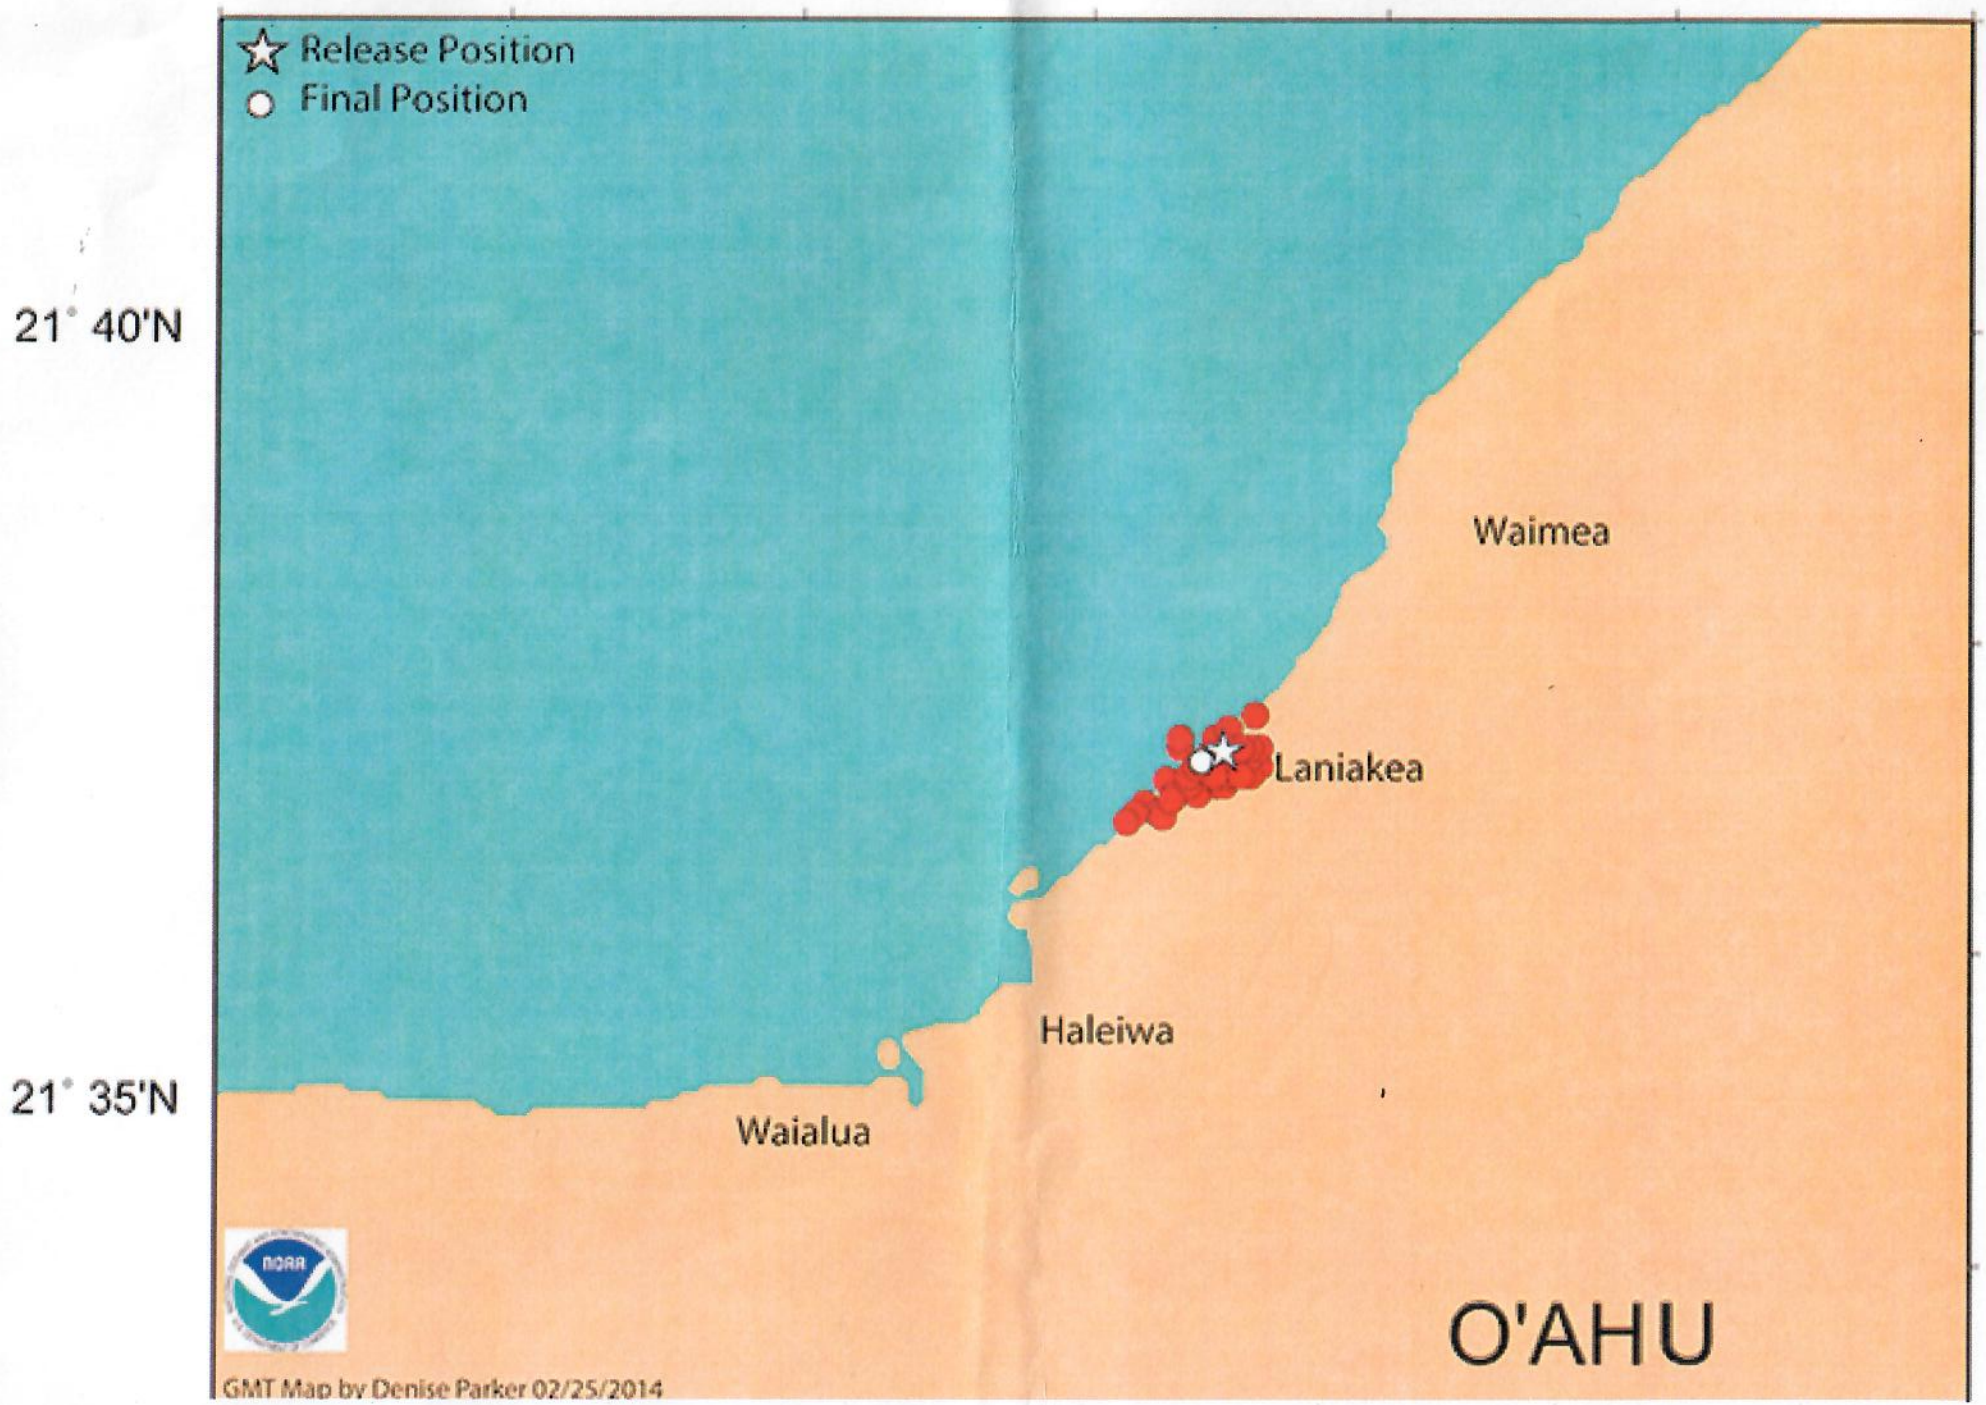 Release Position
Final Position
21° 40'N
Waimea
Laniakea
Haleiwa
21° 35'N
Waialua
NOAA
O'AHU
GMT Map by Denise Parker 02/25/2014